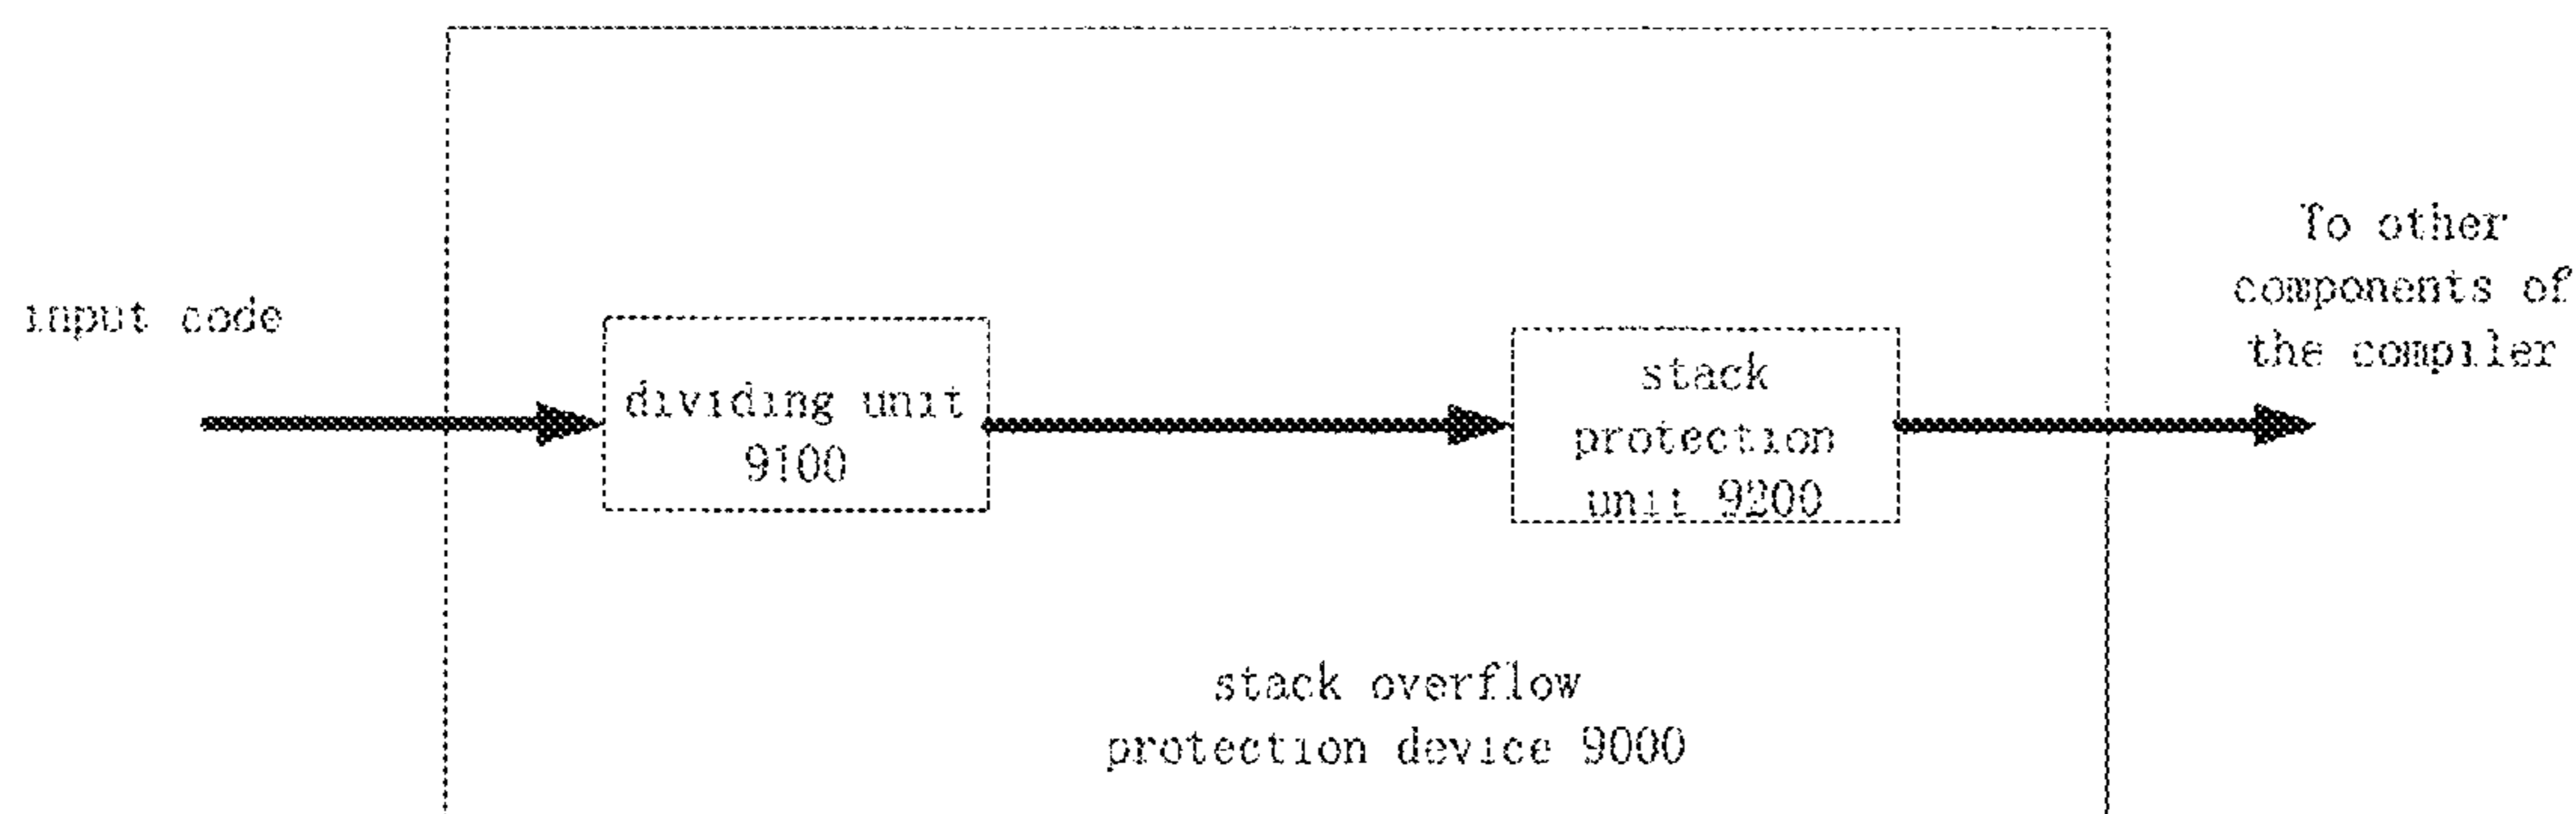 input code
dividing unit
9100
stack
protection
unit 9200
To other
components of
the compiler
stack overflow
protection device 9000